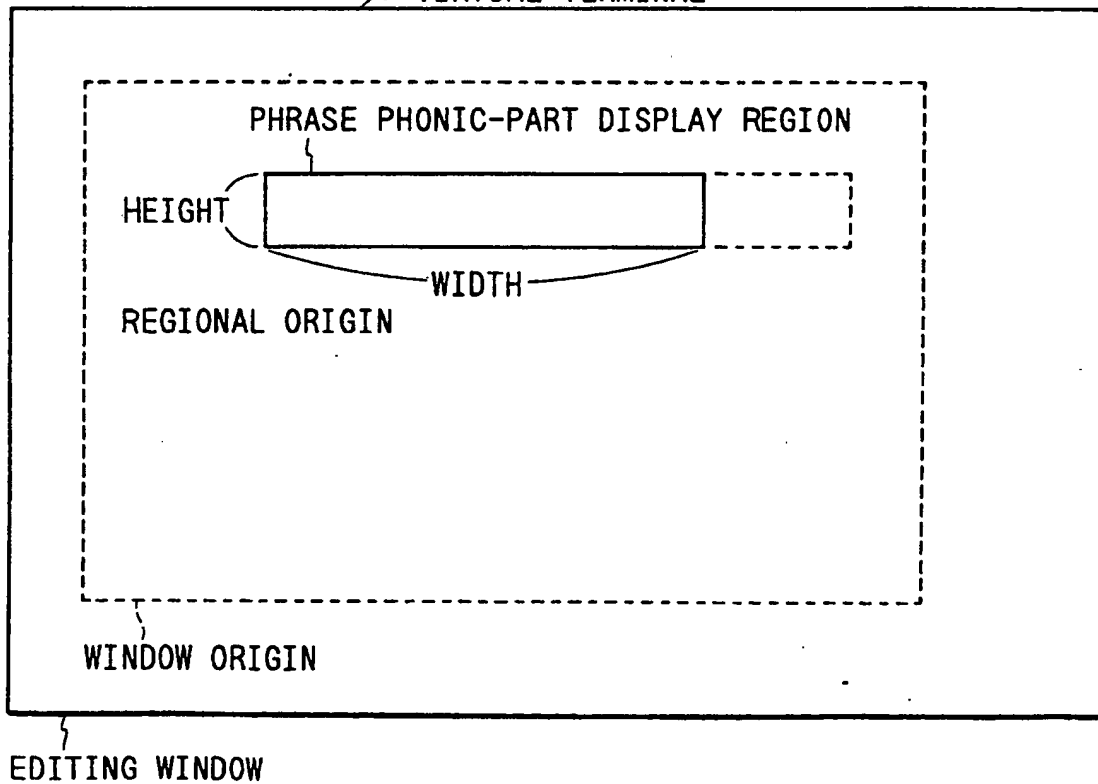 PHRASE PHONIC-PART DISPLAY REGION
HEIGHT
WIDTH
REGIONAL ORIGIN
WINDOW ORIGIN
EDITING WINDOW